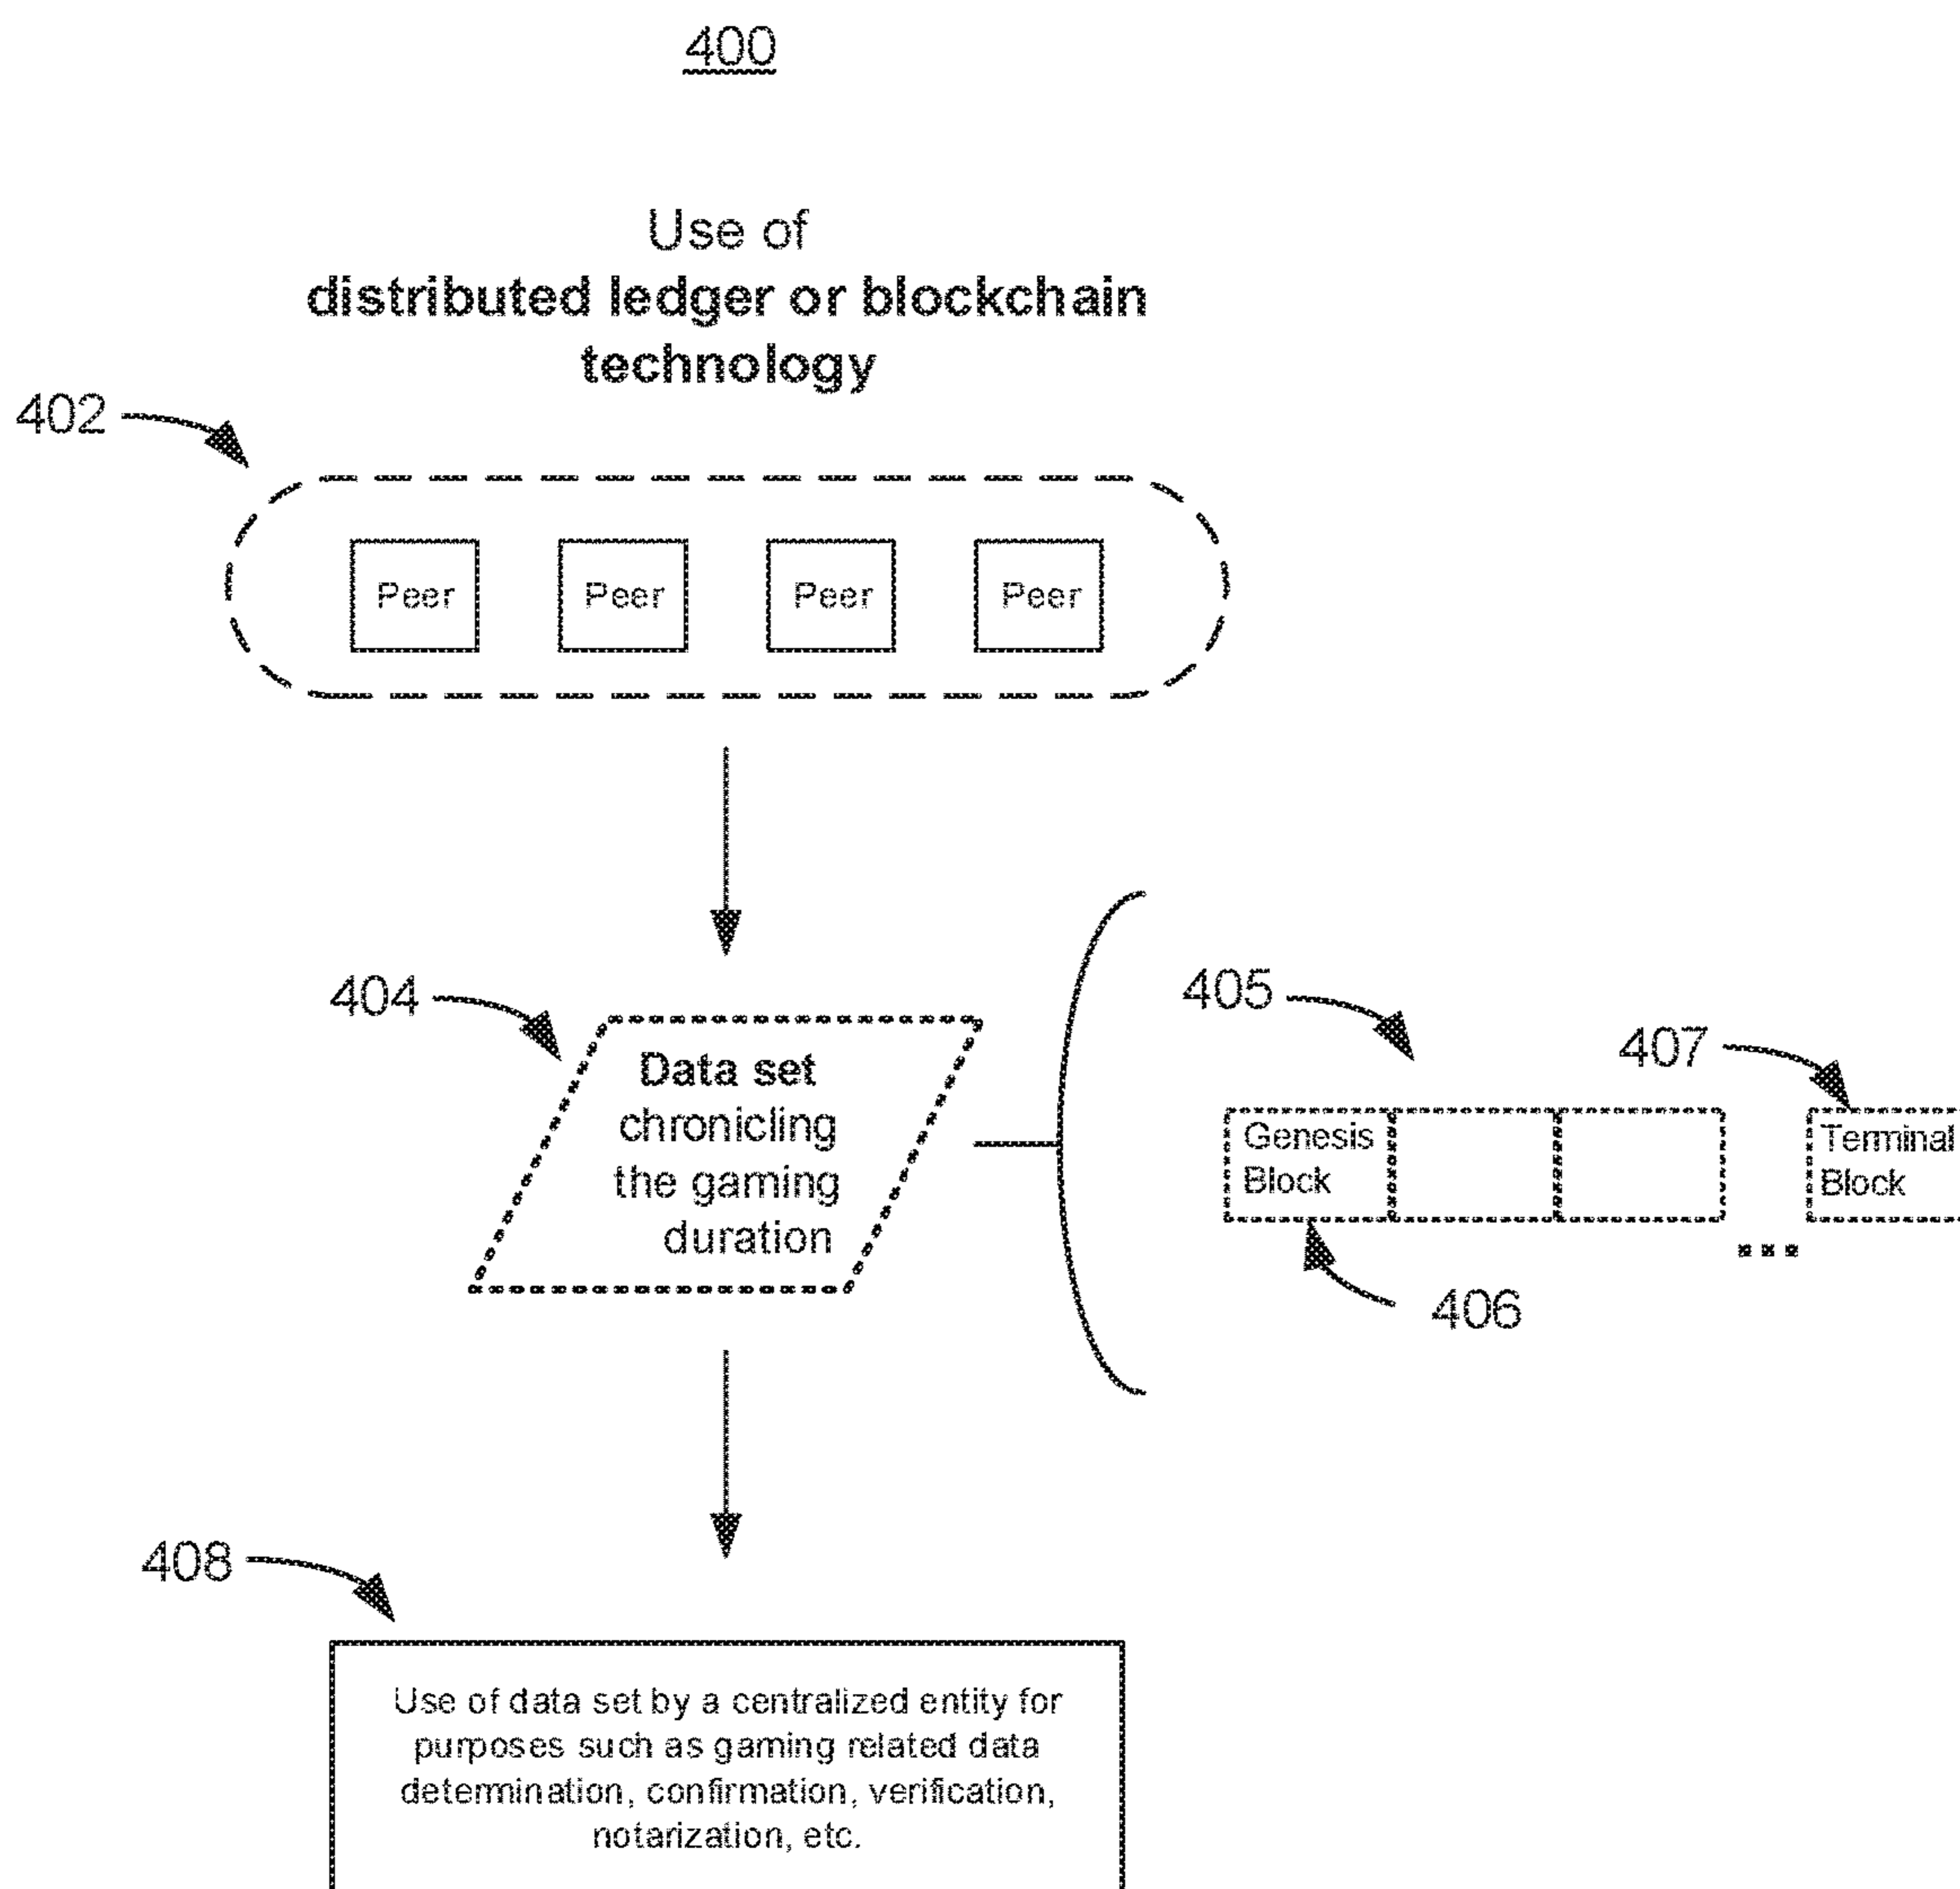 400
Use of
distributed ledger or blockchain
technology
402
Peer Peer Peer Peer
404
Data set
chronicling
the gaming
duration
405
407
Genesis
Block
Terminal
Block
...
406
408
Use of data set by a centralized entity for
purposes such as gaming related data
determination, confirmation, verification,
notarization, etc.